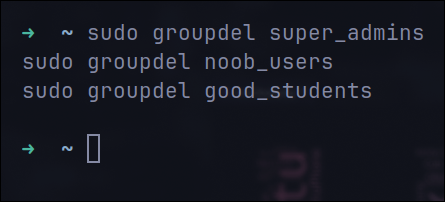 ➜  ~ sudo groupdel super_admins
sudo groupdel noob_users
sudo groupdel good_students
➜  ~